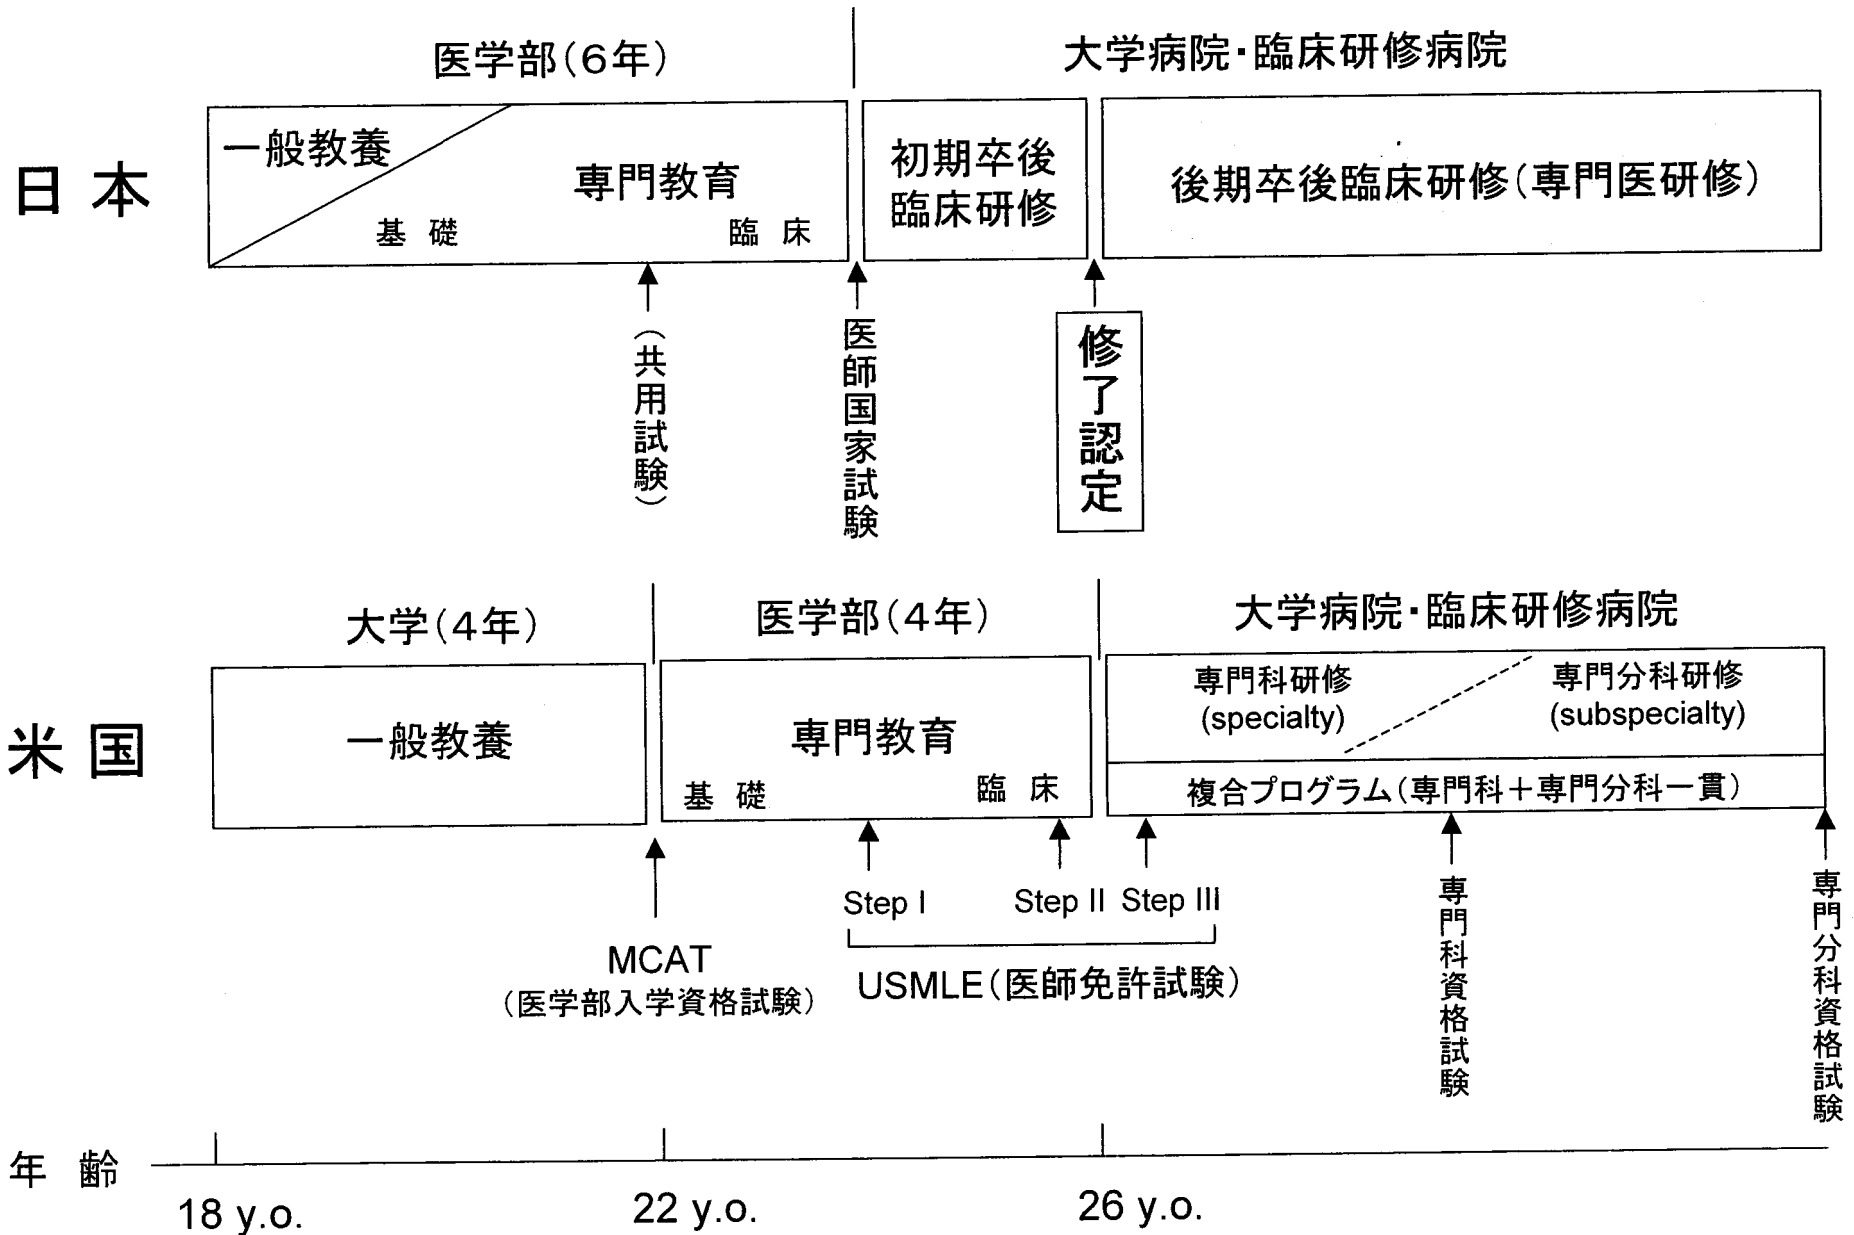 医学部(6年)
大学病院・臨床研修病院
日本
一般教養
専門教育
基礎
臨床
初期卒後
臨床研修
後期卒後臨床研修(専門医研修)
(共用試験)
医師国家試験
修了認定
大学(4年)
医学部(4年)
大学病院・臨床研修病院
米国
一般教養
専門教育
基礎
臨床
専門科研修
(specialty)
専門分科研修
(subspecialty)
複合プログラム(専門科+専門分科一貫)
Step I
Step II
Step III
MCAT
(医学部入学資格試験)
USMLE(医師免許試験)
専門科資格試験
専門分科資格試験
年齢
18 y.o.
22 y.o.
26 y.o.